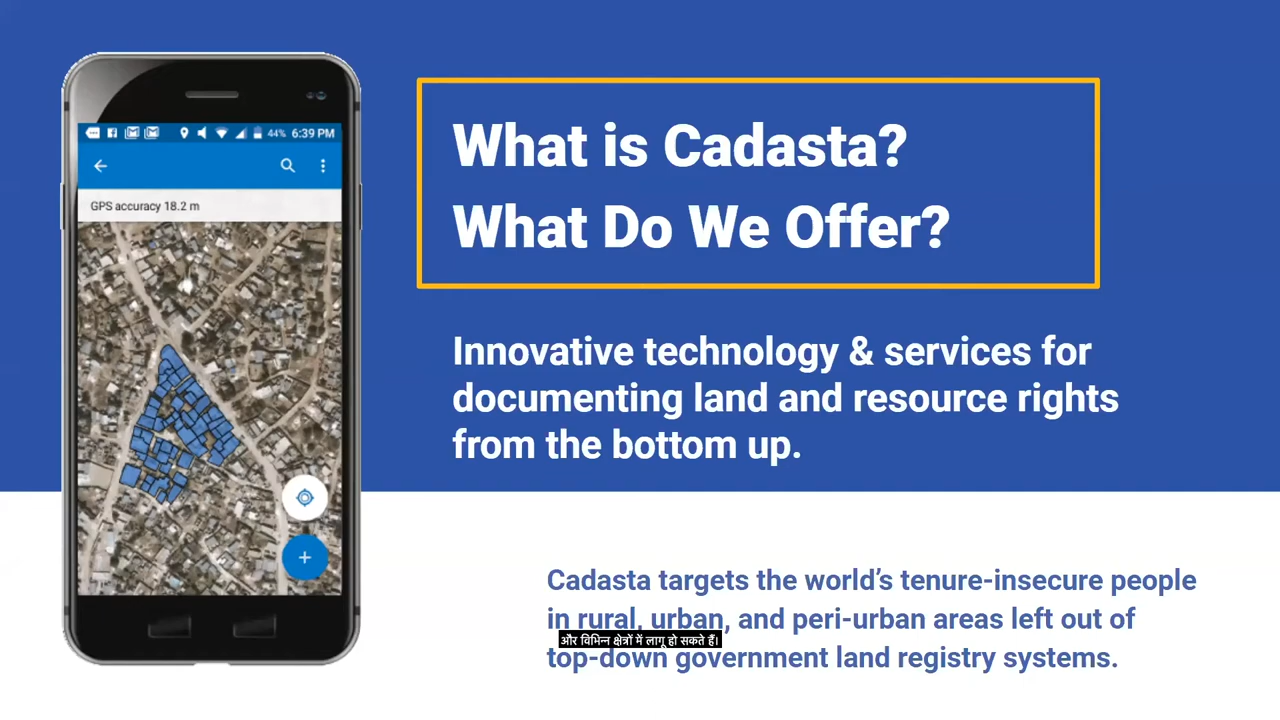 44% 6:39 PM
GPS accuracy 18.2 m
What is Cadasta?
What Do We Offer?
Innovative technology & services for
documenting land and resource rights
from the bottom up.
Cadasta targets the world's tenure-insecure people
in rural, urban, and peri-urban areas left out of
और विभिन्न क्षेत्रों में लागू हो सकते हैं।
top-down government land registry systems.